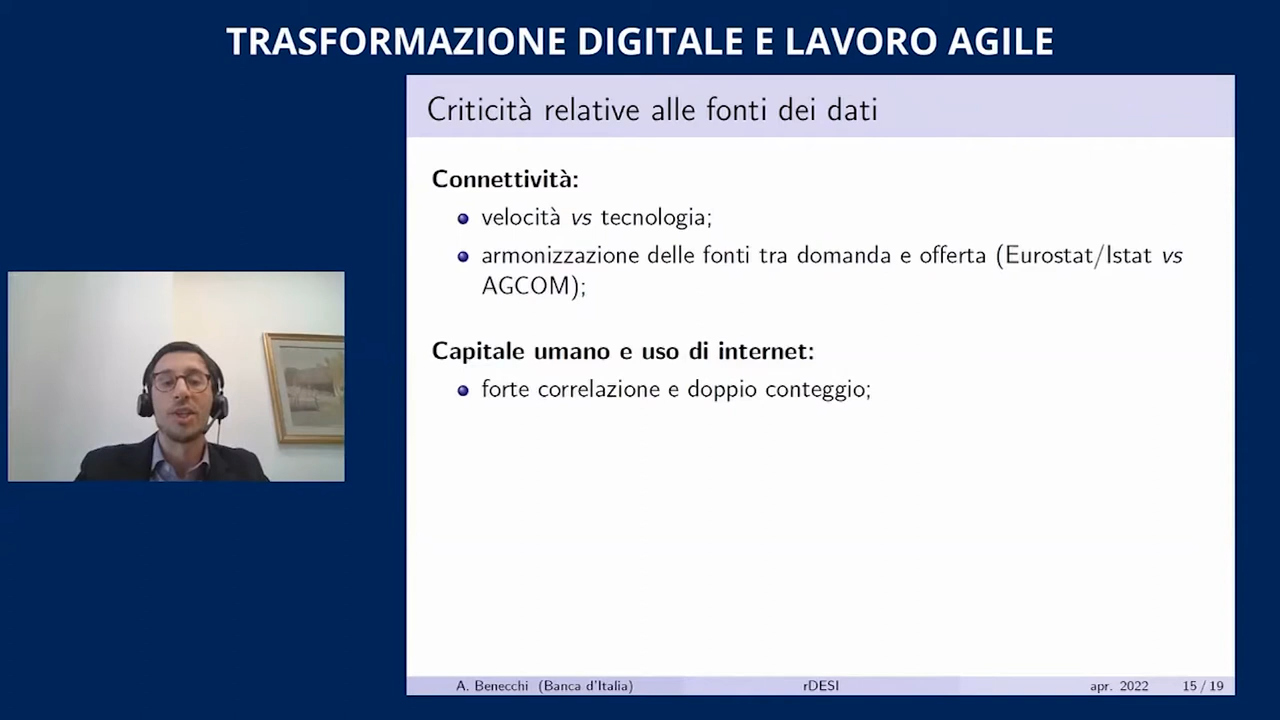 TRASFORMAZIONE DIGITALE E LAVORO AGILE
Criticità relative alle fonti dei dati
Connettività:
velocità vs tecnologia;
armonizzazione delle fonti tra domanda e offerta (Eurostat/Istat vs
AGCOM);
Capitale umano e uso di internet:
forte correlazione e doppio conteggio;
A. Benecchi (Banca d'Italia) rDESI apr. 2022 15 / 19